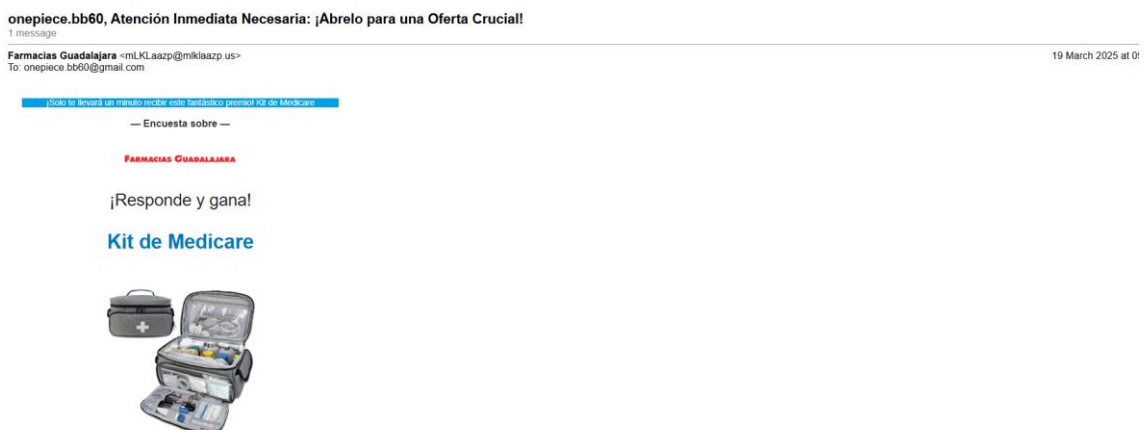 onepiece.bb60, Atención Inmediata Necesaria: ¡Abrelo para una Oferta Crucial!
1 message
Farmacias Guadalajara <mLKLaazp@mlklaazp.us>
19 March 2025 at 05
To: onepiece.bb60@gmail.com
¡Solo te llevará un minuto recibir este fantástico premio! Kit de Medicare
— Encuesta sobre —
FARMACIAS GUADALAJARA
¡Responde y gana!
Kit de Medicare